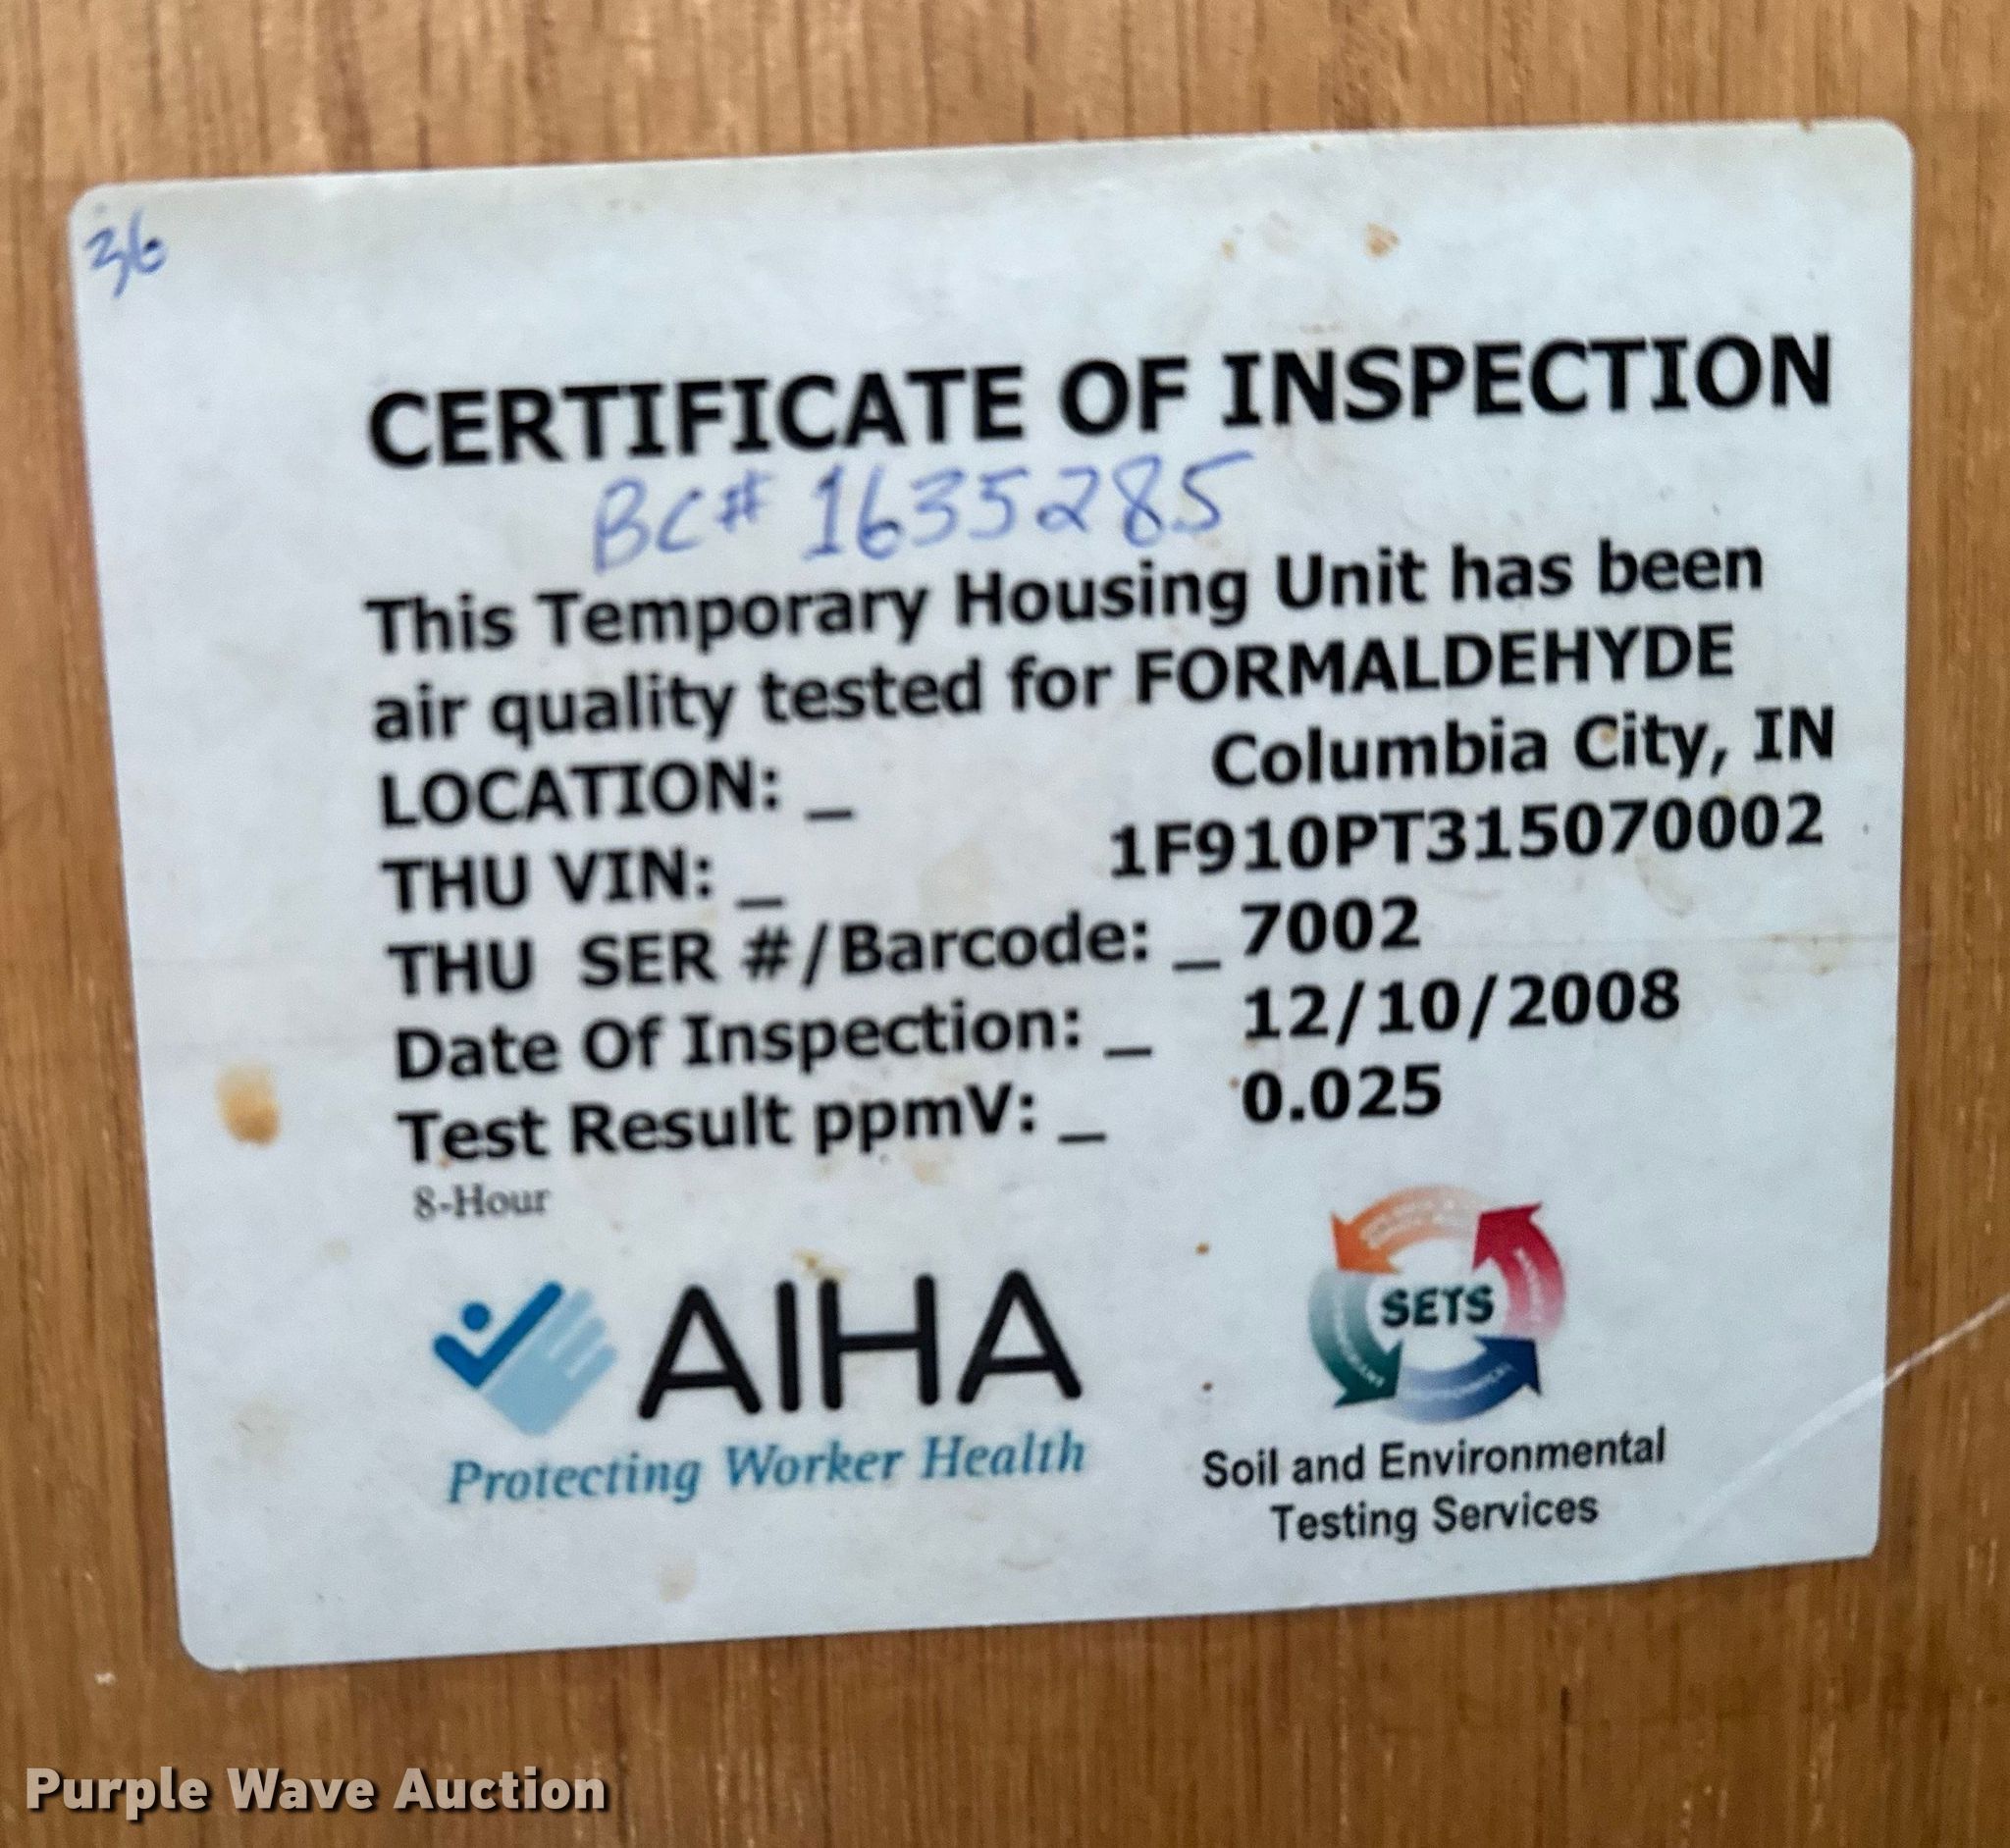 36
CERTIFICATE OF INSPECTION
BC# 1635285
This Temporary Housing Unit has been
air quality tested for FORMALDEHYDE
LOCATION: _ Columbia City, IN
THU VIN: _ 1F910PT315070002
THU SER #/Barcode: _ 7002
Date Of Inspection: _ 12/10/2008
Test Result ppmV: _ 0.025
8-Hour
AIHA
Protecting Worker Health
SETS
Soil and Environmental
Testing Services
Purple Wave Auction